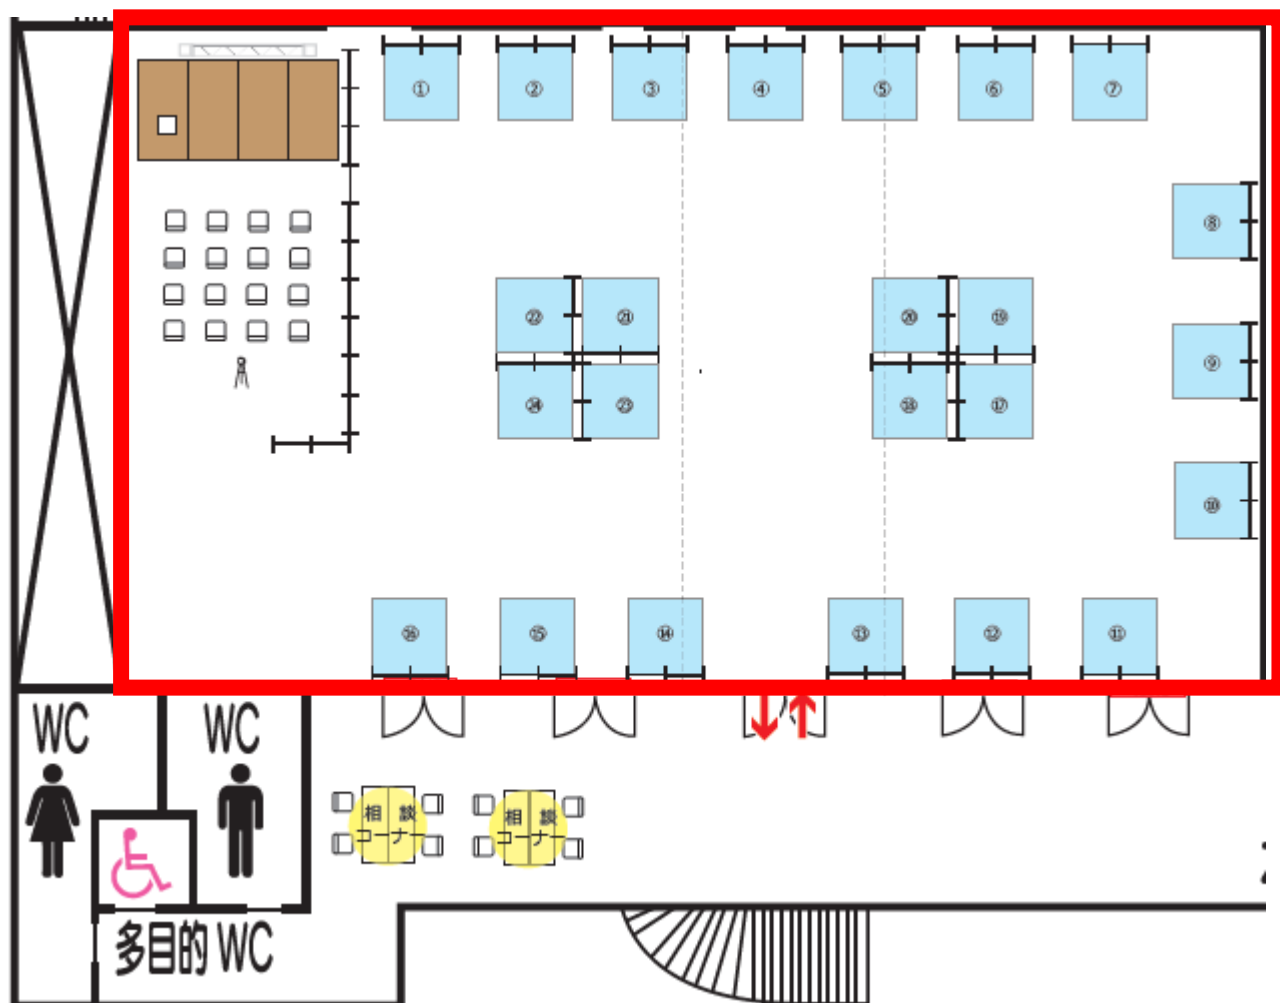 ① ② ③ ④ ⑤ ⑥ ⑦
⑧
㉒ ㉑ ⑳ ⑲
⑨
㉔ ㉓ ⑱ ⑰
⑩
⑯ ⑮ ⑭ ⑬ ⑫ ⑪
WC WC
相談
コーナー
相談
コーナー
多目的 WC